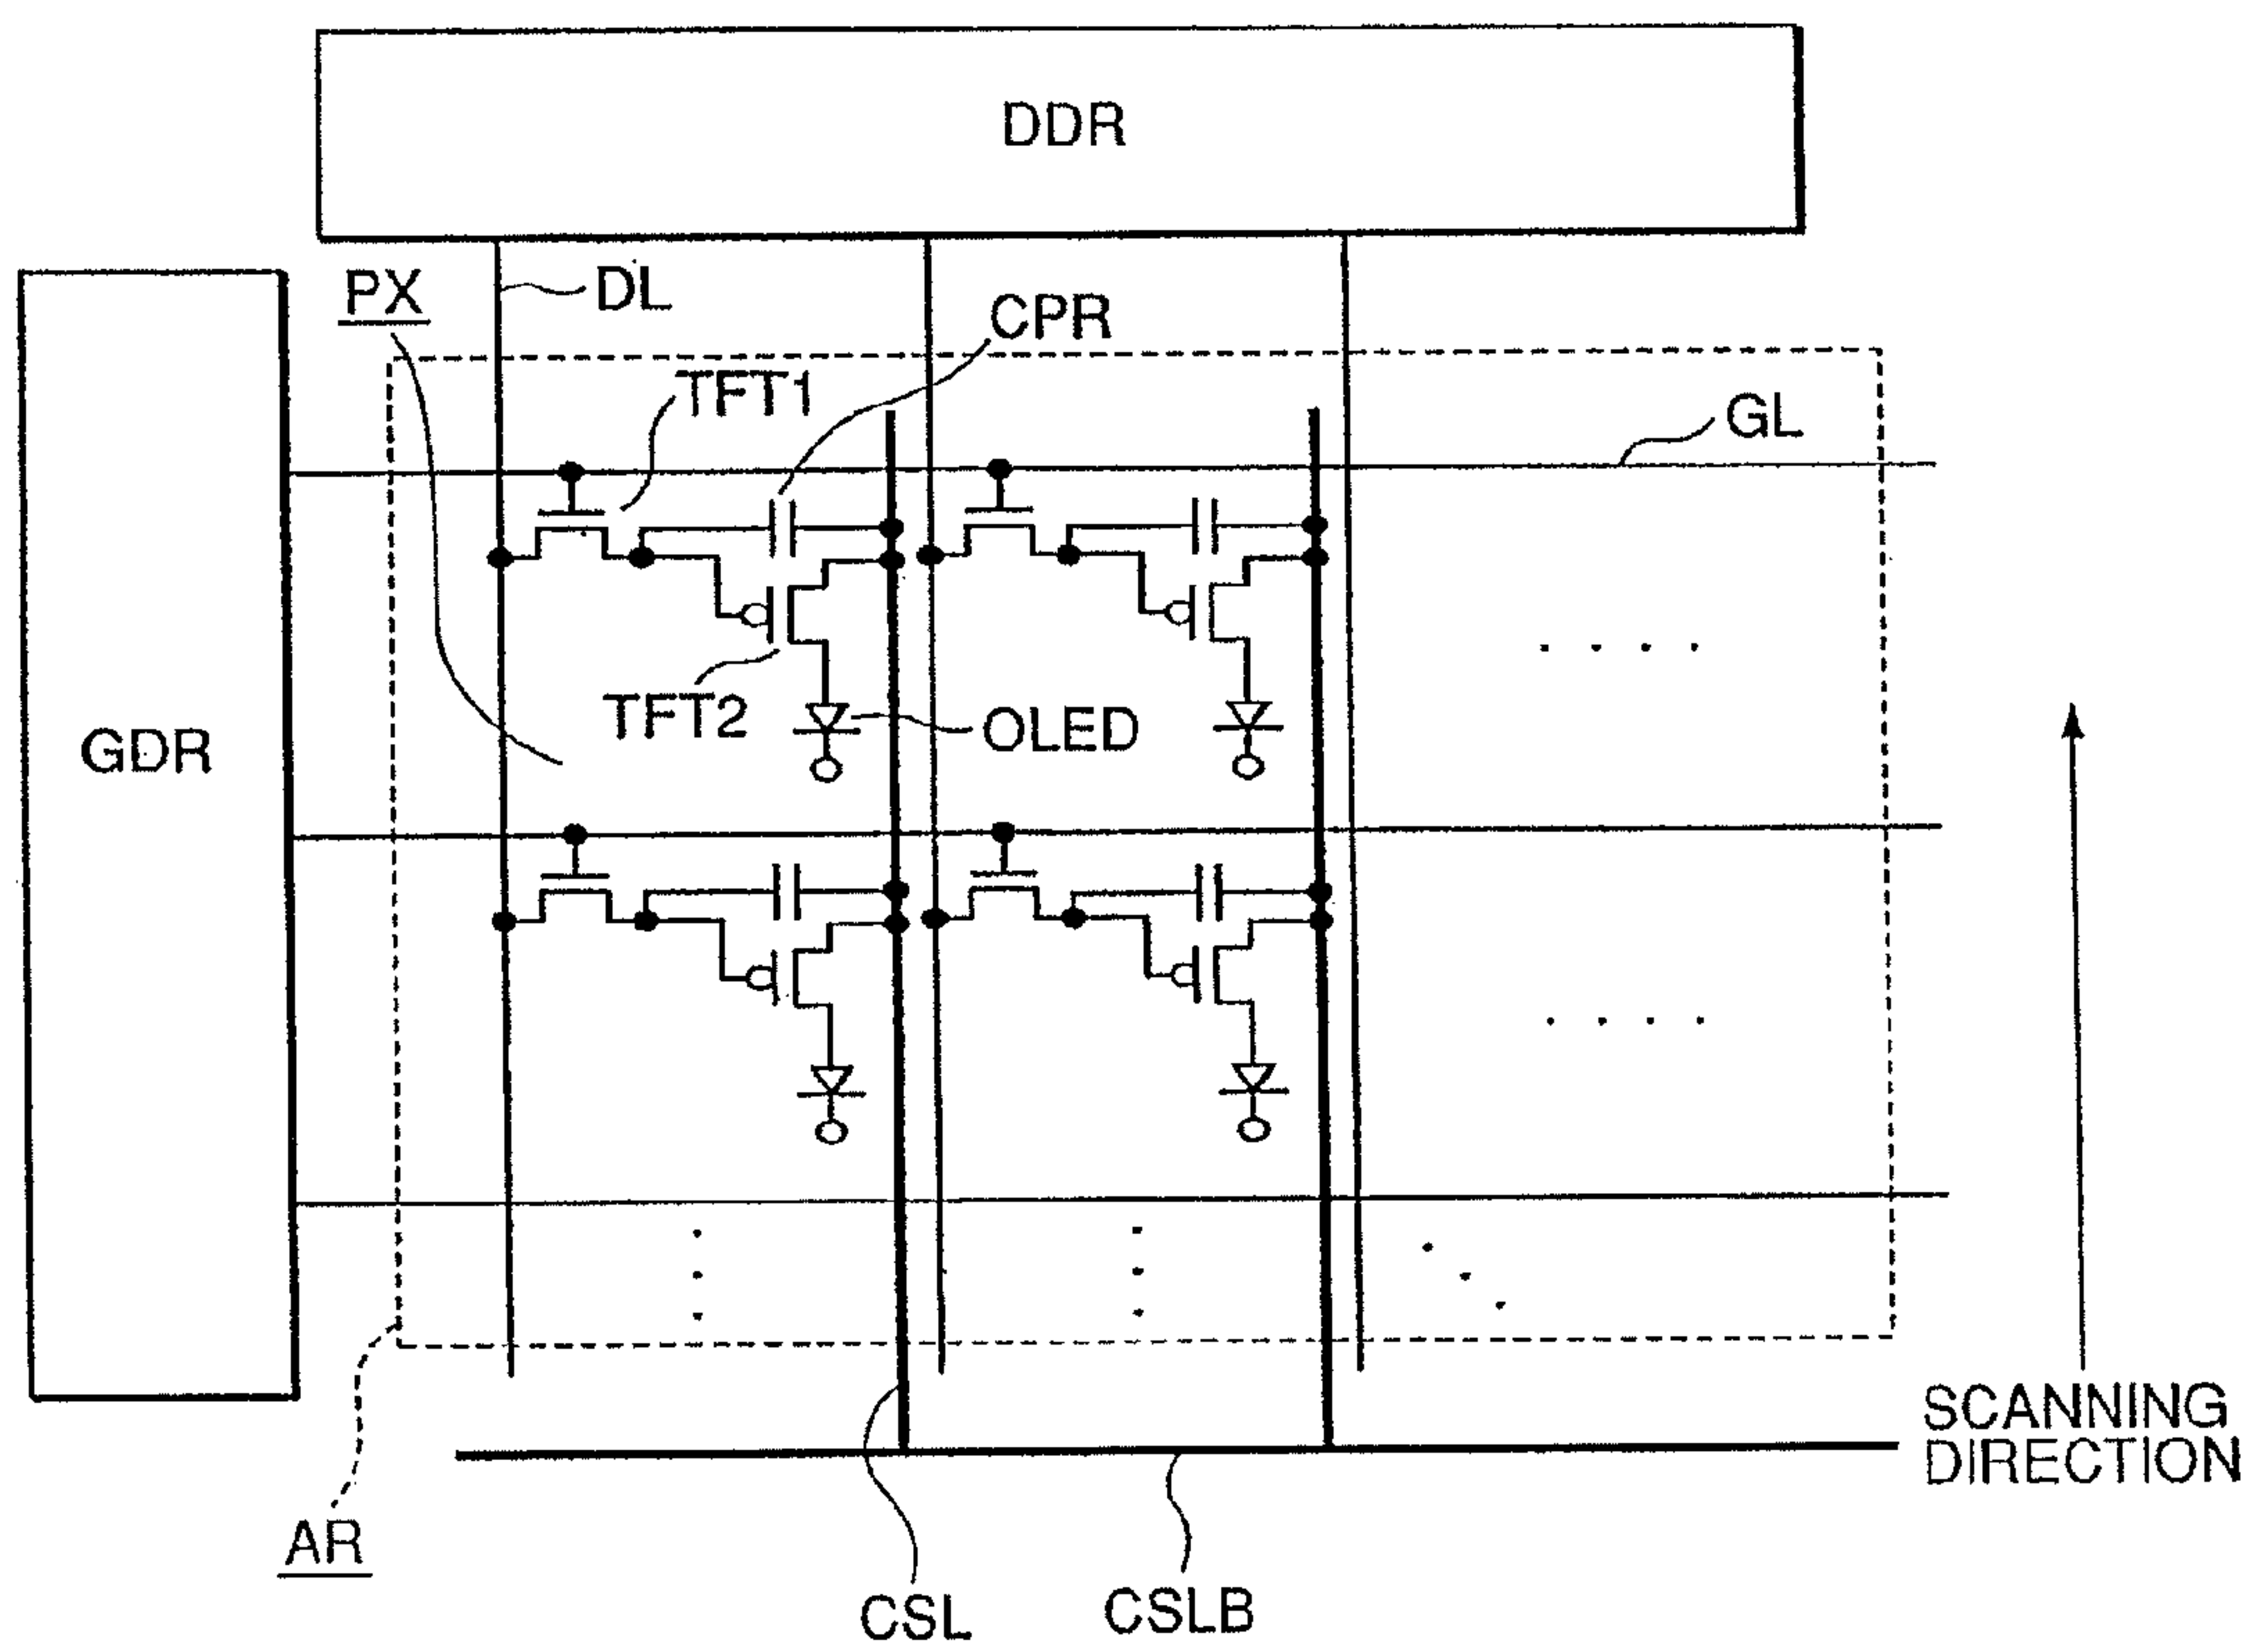 DDR
PX
DL
CPR
TFT1
GL
TFT2
OLED
GDR
SCANNING
DIRECTION
AR
CSL
CSLB